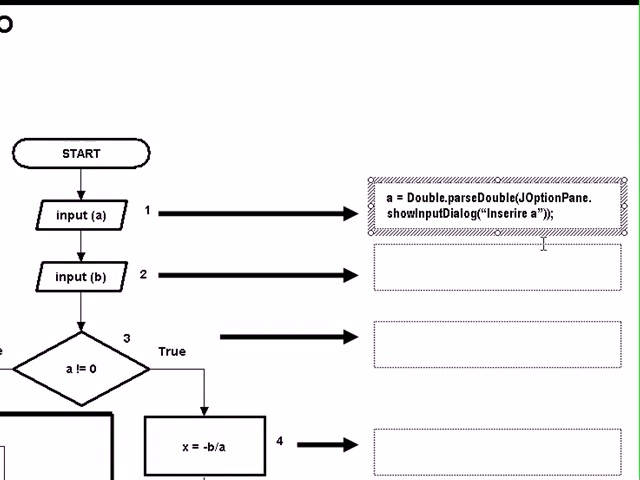 O
START
input (a)
1
a = Double.parseDouble(JOptionPane.
showInputDialog(“Inserire a”));
input (b)
2
3
e
True
a != 0
x = -b/a
4